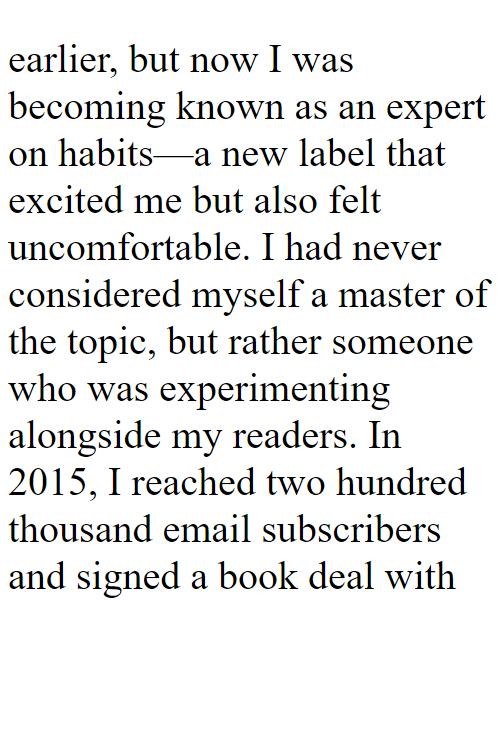 earlier, but now I was
becoming known as an expert
on habits—a new label that
excited me but also felt
uncomfortable. I had never
considered myself a master of
the topic, but rather someone
who was experimenting
alongside my readers. In
2015, I reached two hundred
thousand email subscribers
and signed a book deal with